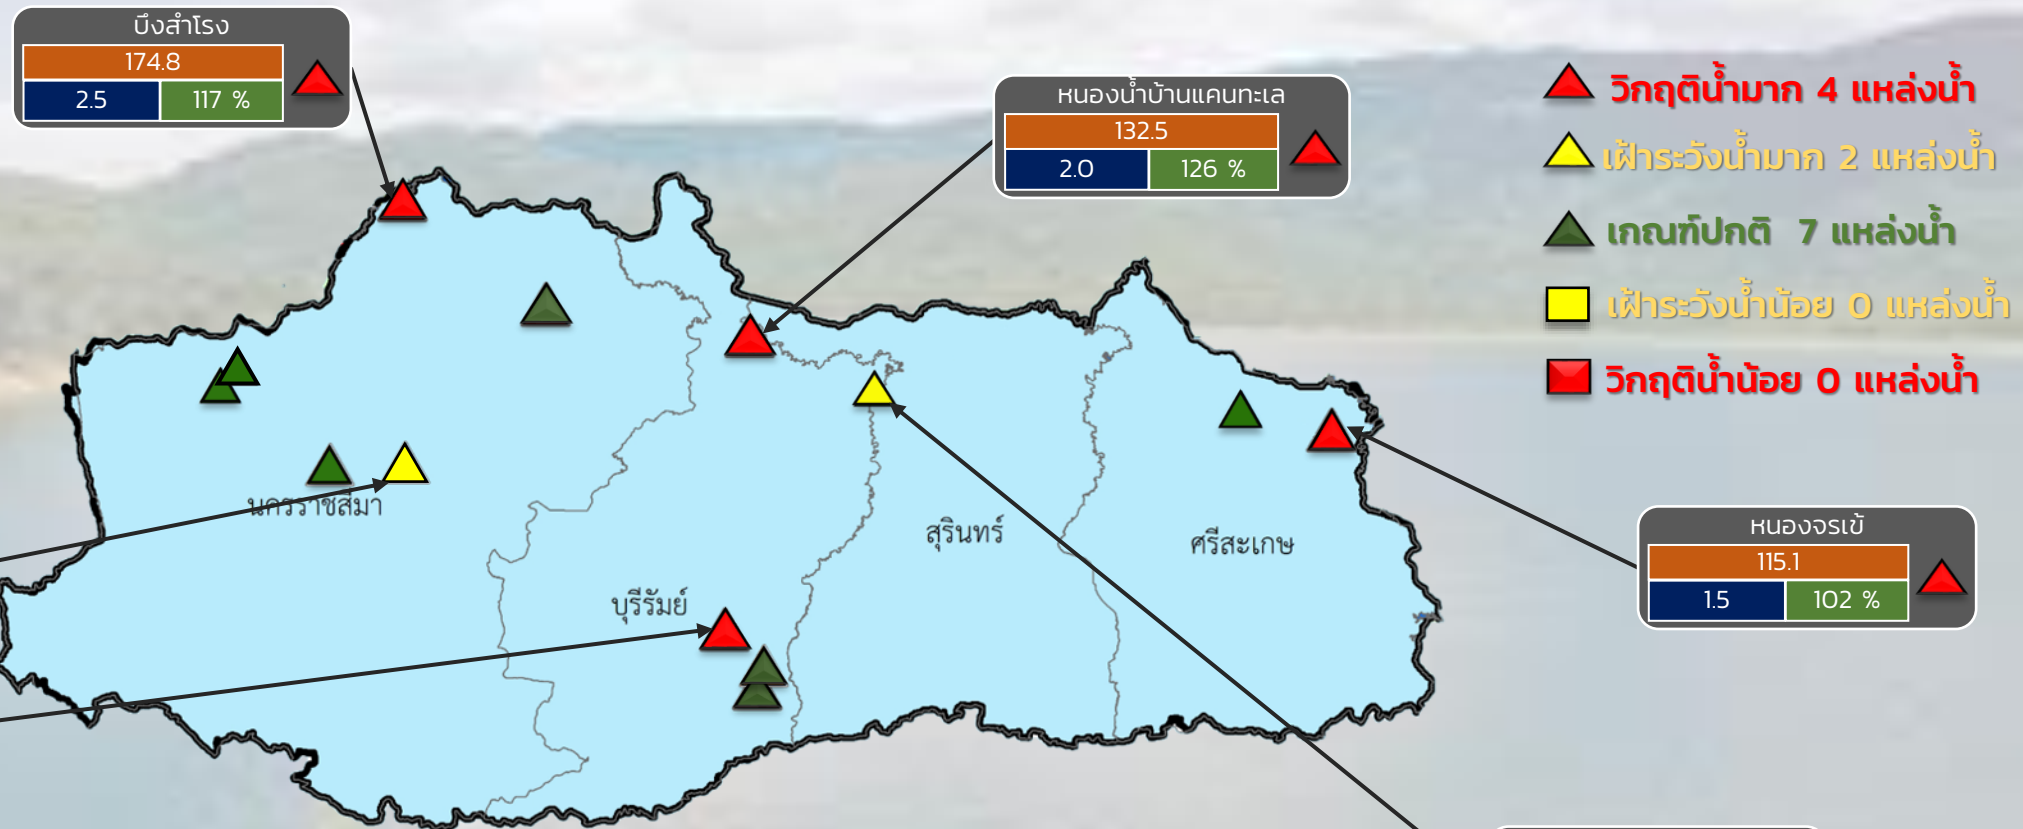 บึงสำโรง
174.8
2.5
117 %
หนองน้ำบ้านแคนทะเล
132.5
2.0
126 %
วิกฤติน้ำมาก 4 แหล่งน้ำ
เฝ้าระวังน้ำมาก 2 แหล่งน้ำ
เกณฑ์ปกติ 7 แหล่งน้ำ
เฝ้าระวังน้ำน้อย 0 แหล่งน้ำ
วิกฤติน้ำน้อย 0 แหล่งน้ำ
นครราชสีมา
บุรีรัมย์
สุรินทร์
ศรีสะเกษ
หนองจรเข้
115.1
1.5
102 %